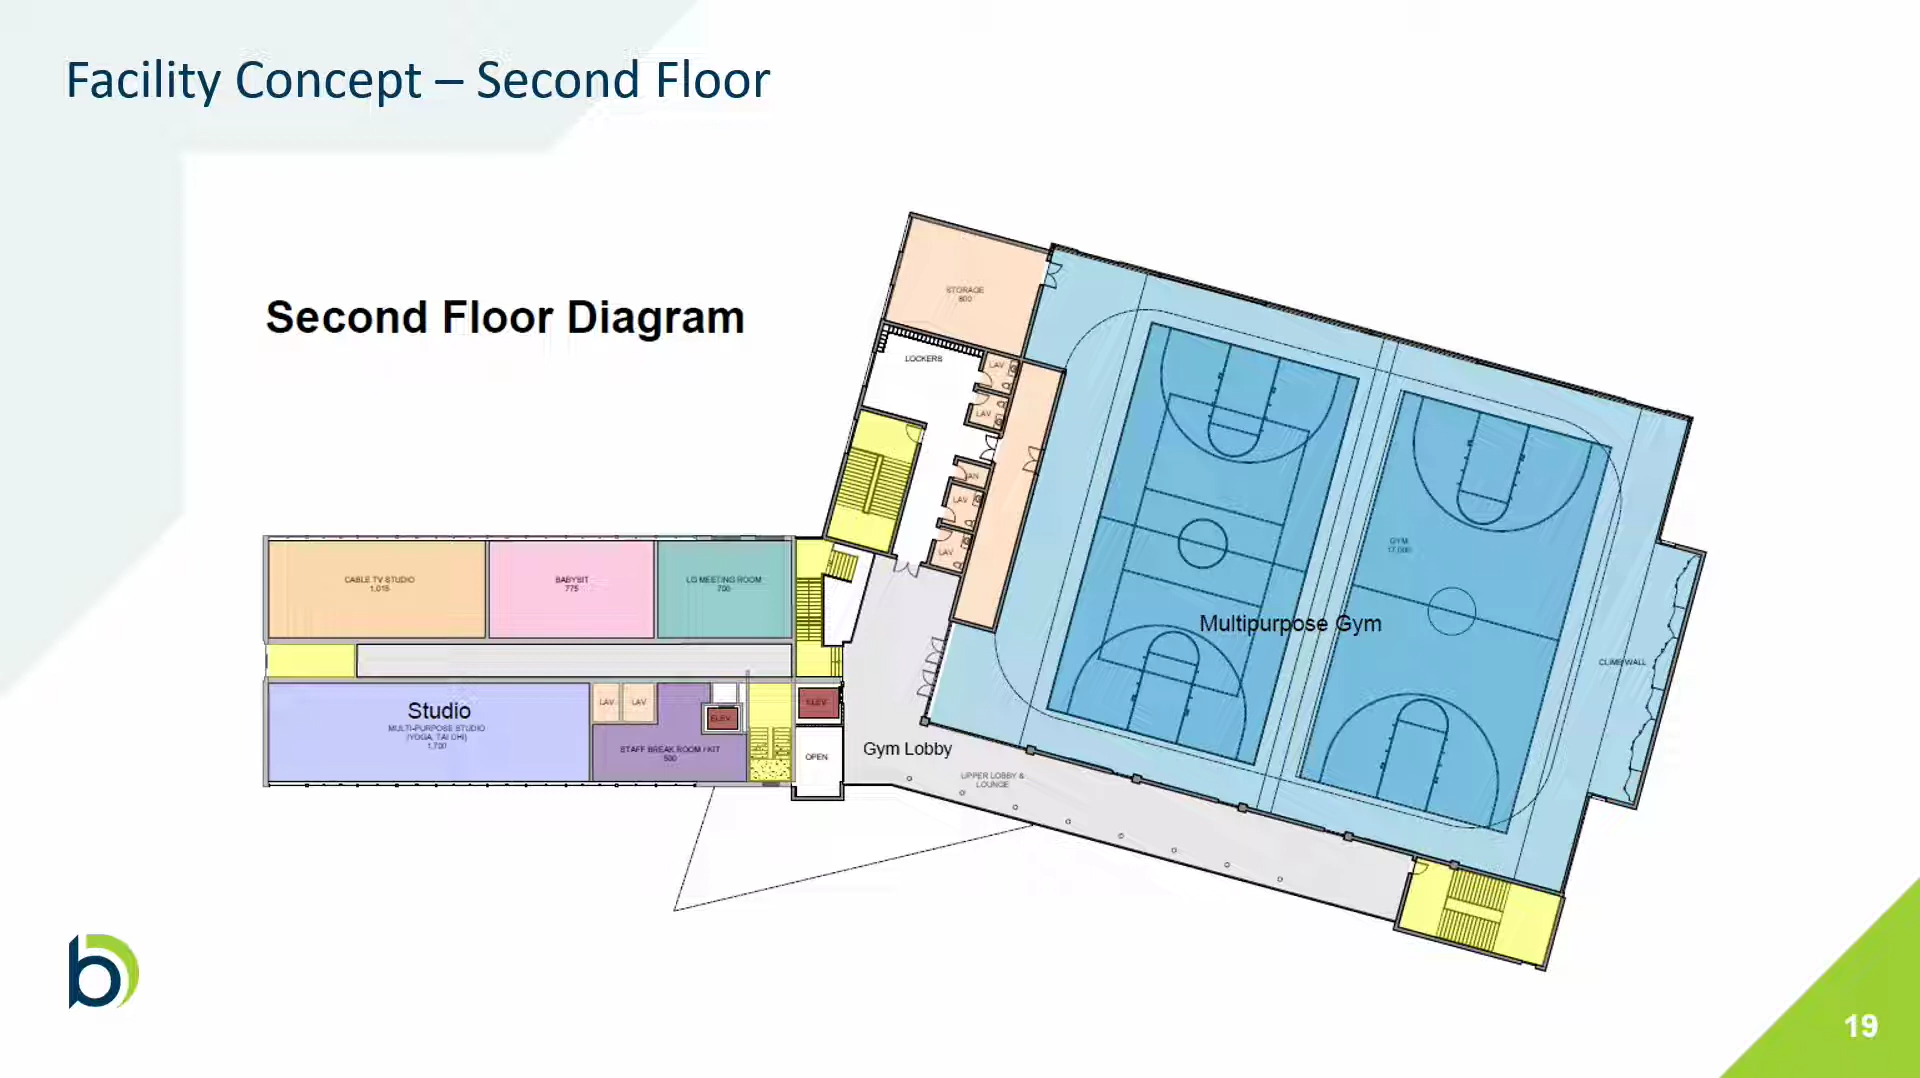 Facility Concept – Second Floor
Second Floor Diagram
STORAGE
800
LOCKERS
LAV
LAV
JAN
LAV
LAV
CABLE TV STUDIO
1,015
BABYSIT
775
LG MEETING ROOM
700
GYM
17,000
Multipurpose Gym
CLIMB WALL
Studio
MULTI-PURPOSE STUDIO
(YOGA, TAI CHI)
1,700
LAV
LAV
ELEV.
ELEV.
STAFF BREAK ROOM / KIT
500
OPEN
Gym Lobby
UPPER LOBBY &
LOUNGE
b
19